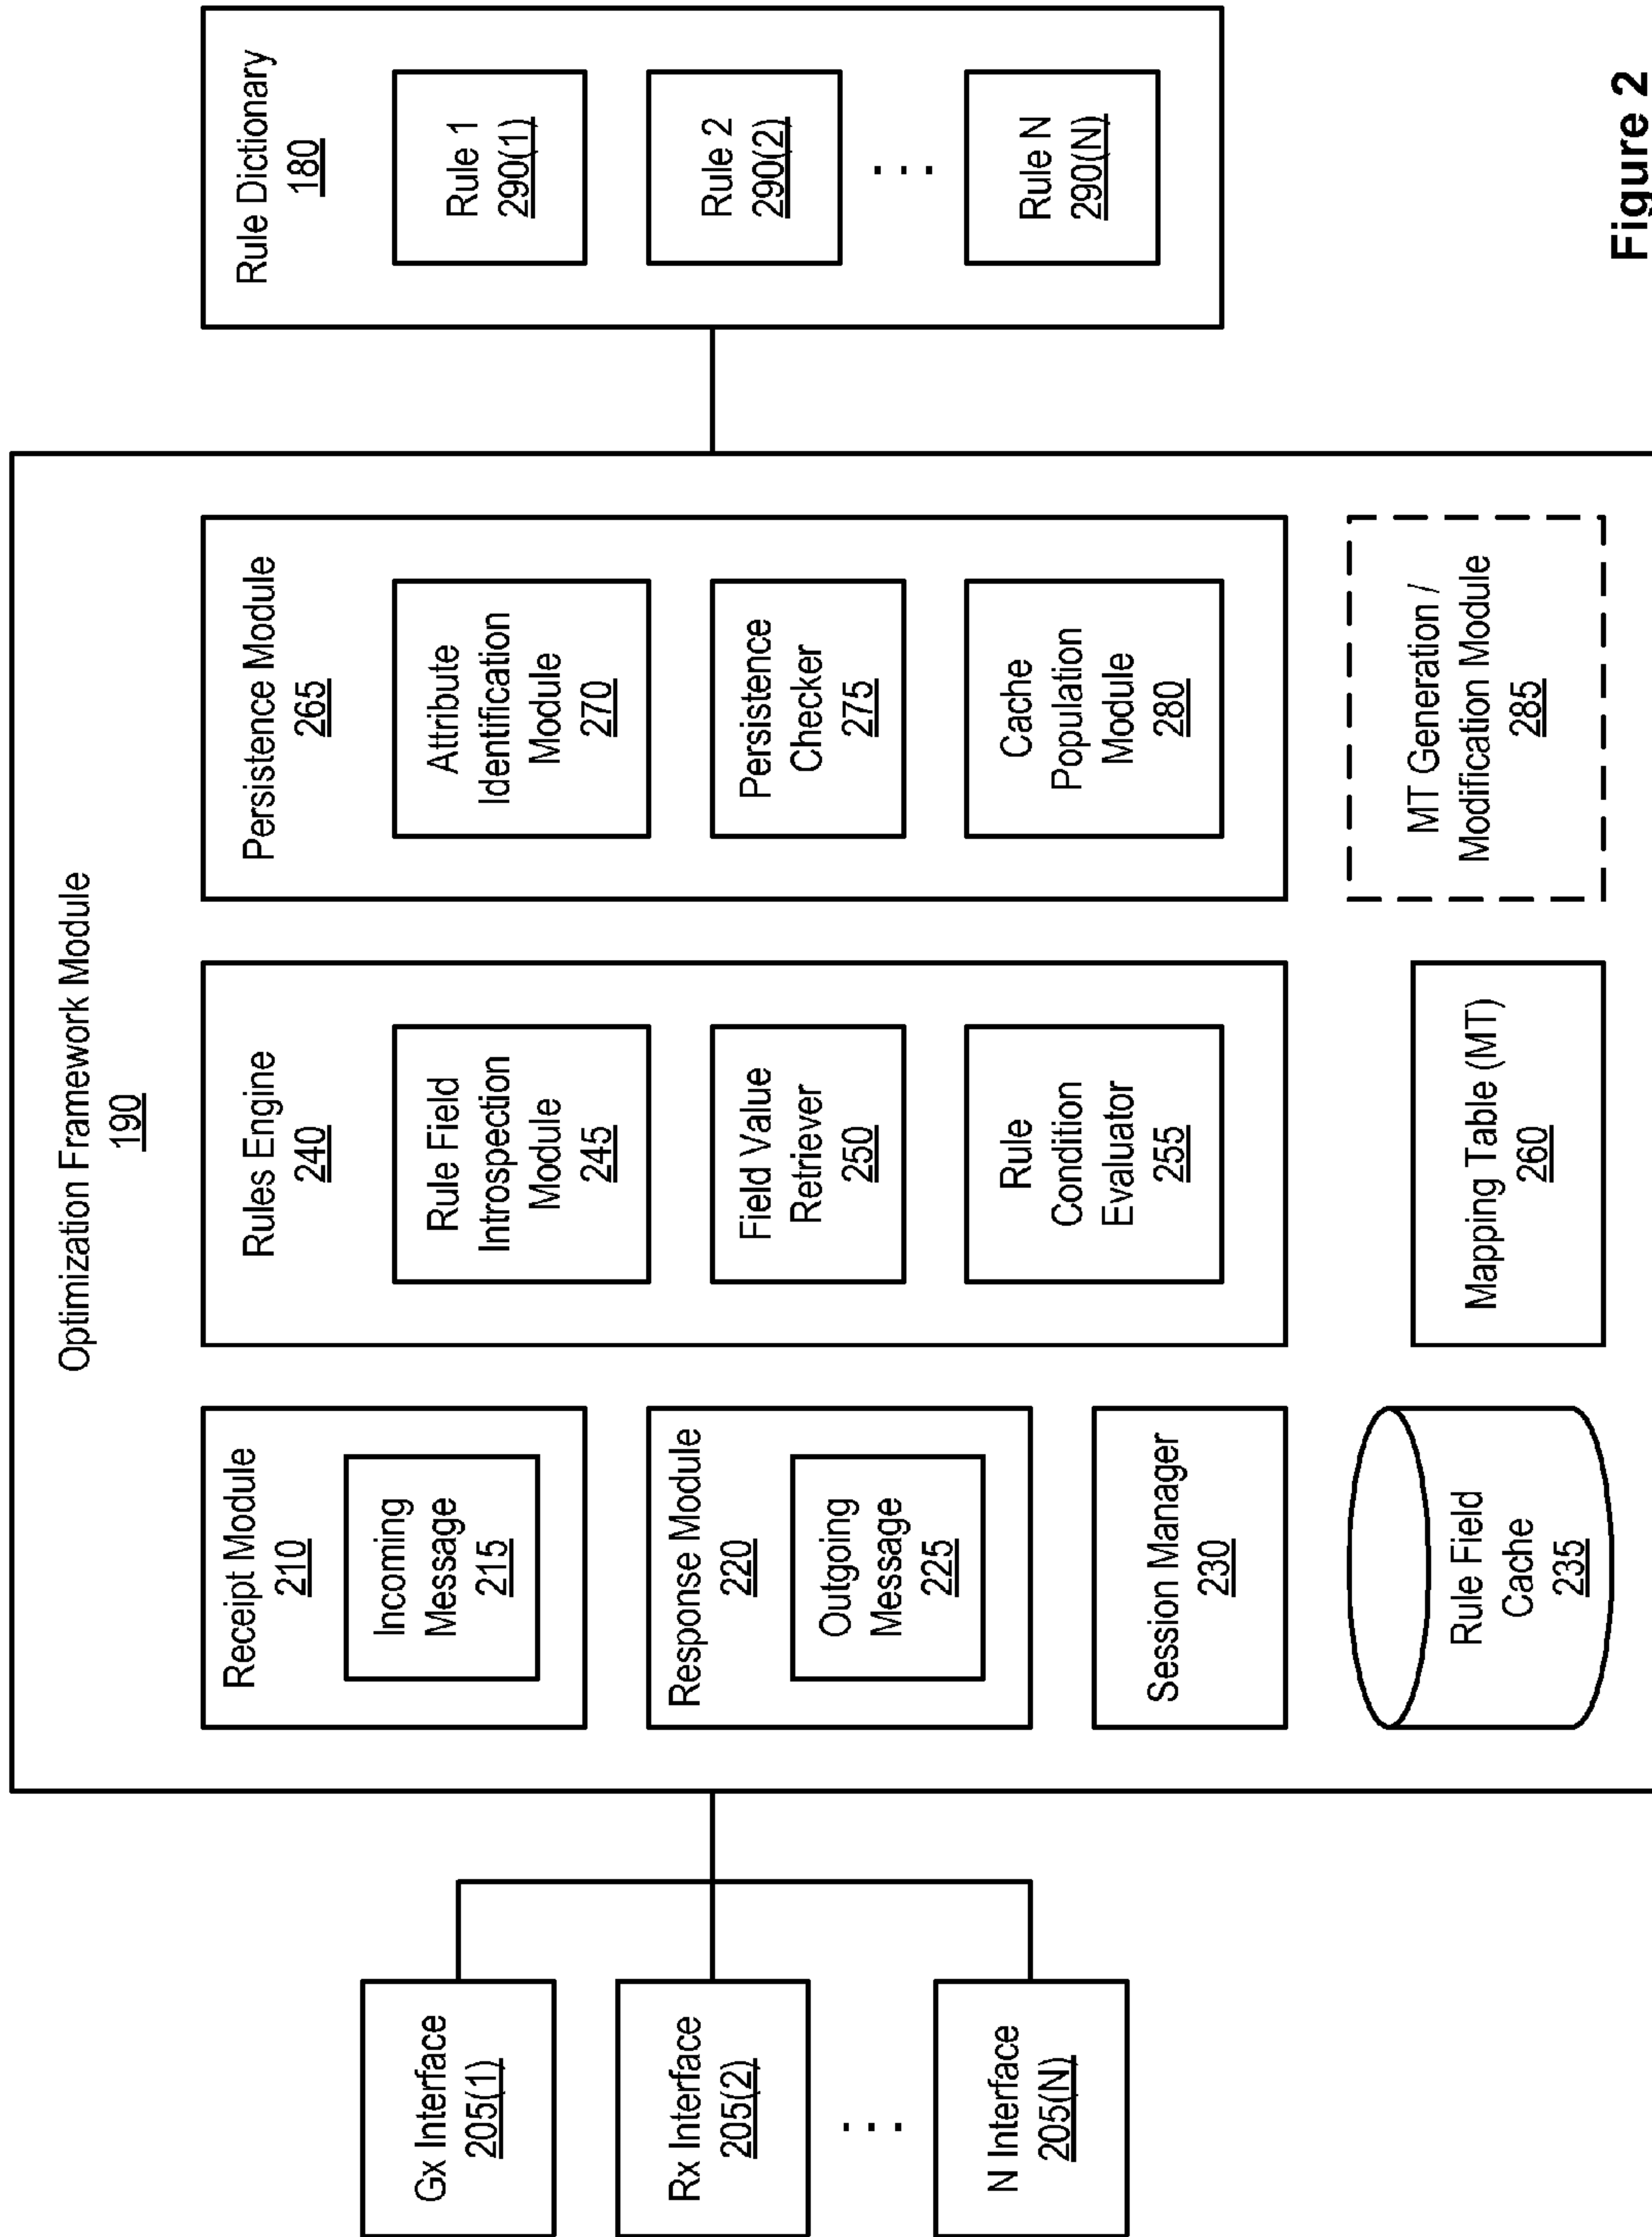 Optimization Framework Module
190
Gx Interface
205(1)
Rx Interface
205(2)
. . .
N Interface
205(N)
Receipt Module
210
Incoming
Message
215
Response Module
220
Outgoing
Message
225
Session Manager
230
Rule Field
Cache
235
Rules Engine
240
Rule Field
Introspection
Module
245
Field Value
Retriever
250
Rule
Condition
Evaluator
255
Mapping Table (MT)
260
Persistence Module
265
Attribute
Identification
Module
270
Persistence
Checker
275
Cache
Population
Module
280
MT Generation /
Modification Module
285
Rule Dictionary
180
Rule 1
290(1)
Rule 2
290(2)
. . .
Rule N
290(N)
Figure 2